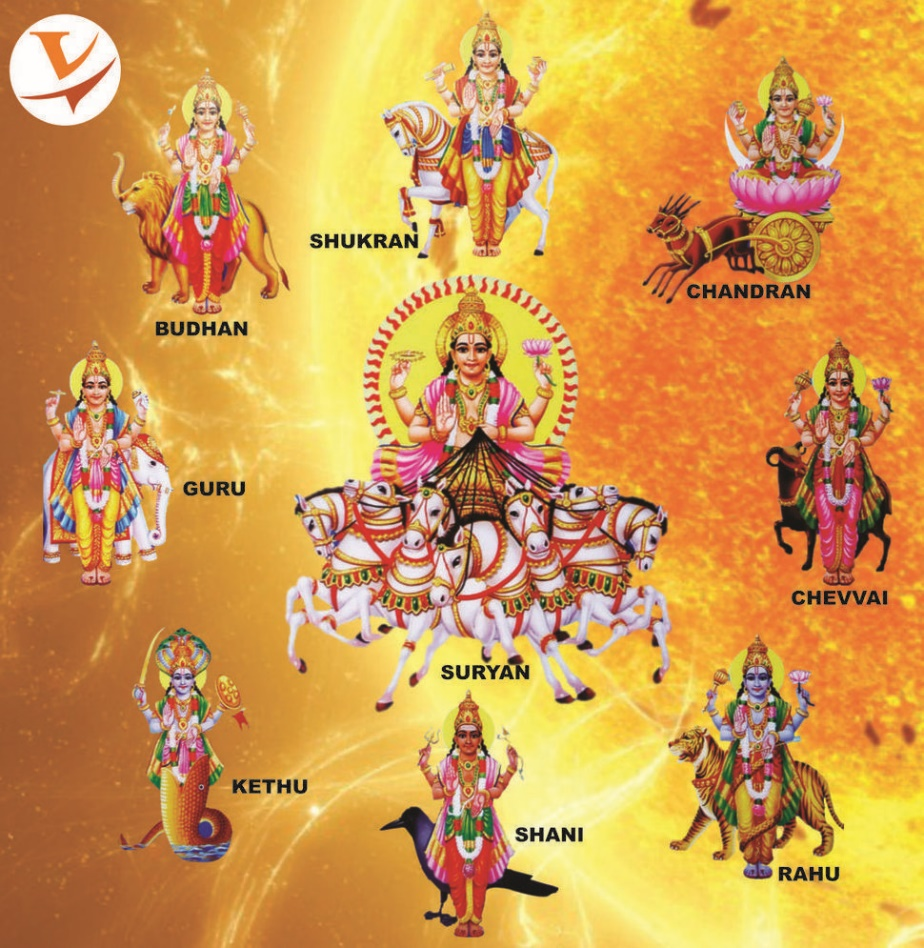 SHUKRAN
CHANDRAN
BUDHAN
GURU
CHEVVAI
SURYAN
KETHU
SHANI
RAHU